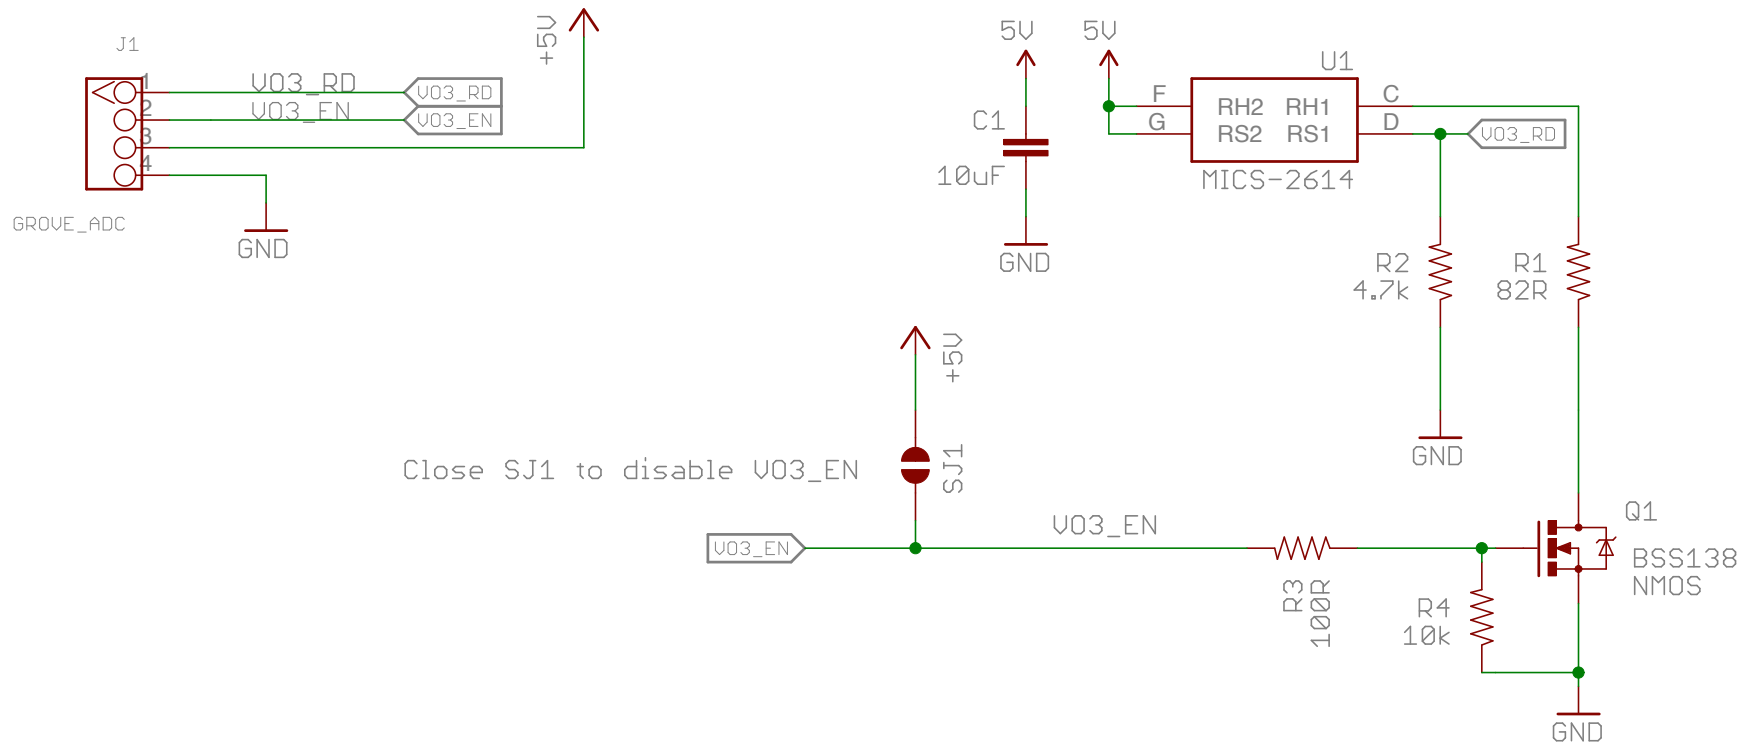 J1
1
VO3_RD
VO3_RD
2
VO3_EN
VO3_EN
3
4
GROVE_ADC
GND
+5V
5V
C1
10uF
GND
5V
U1
F
RH2
RH1
C
G
RS2
RS1
D
MICS-2614
VO3_RD
R2
4.7k
R1
82R
GND
+5V
SJ1
Close SJ1 to disable VO3_EN
VO3_EN
VO3_EN
R3
100R
R4
10k
Q1
BSS138
NMOS
GND